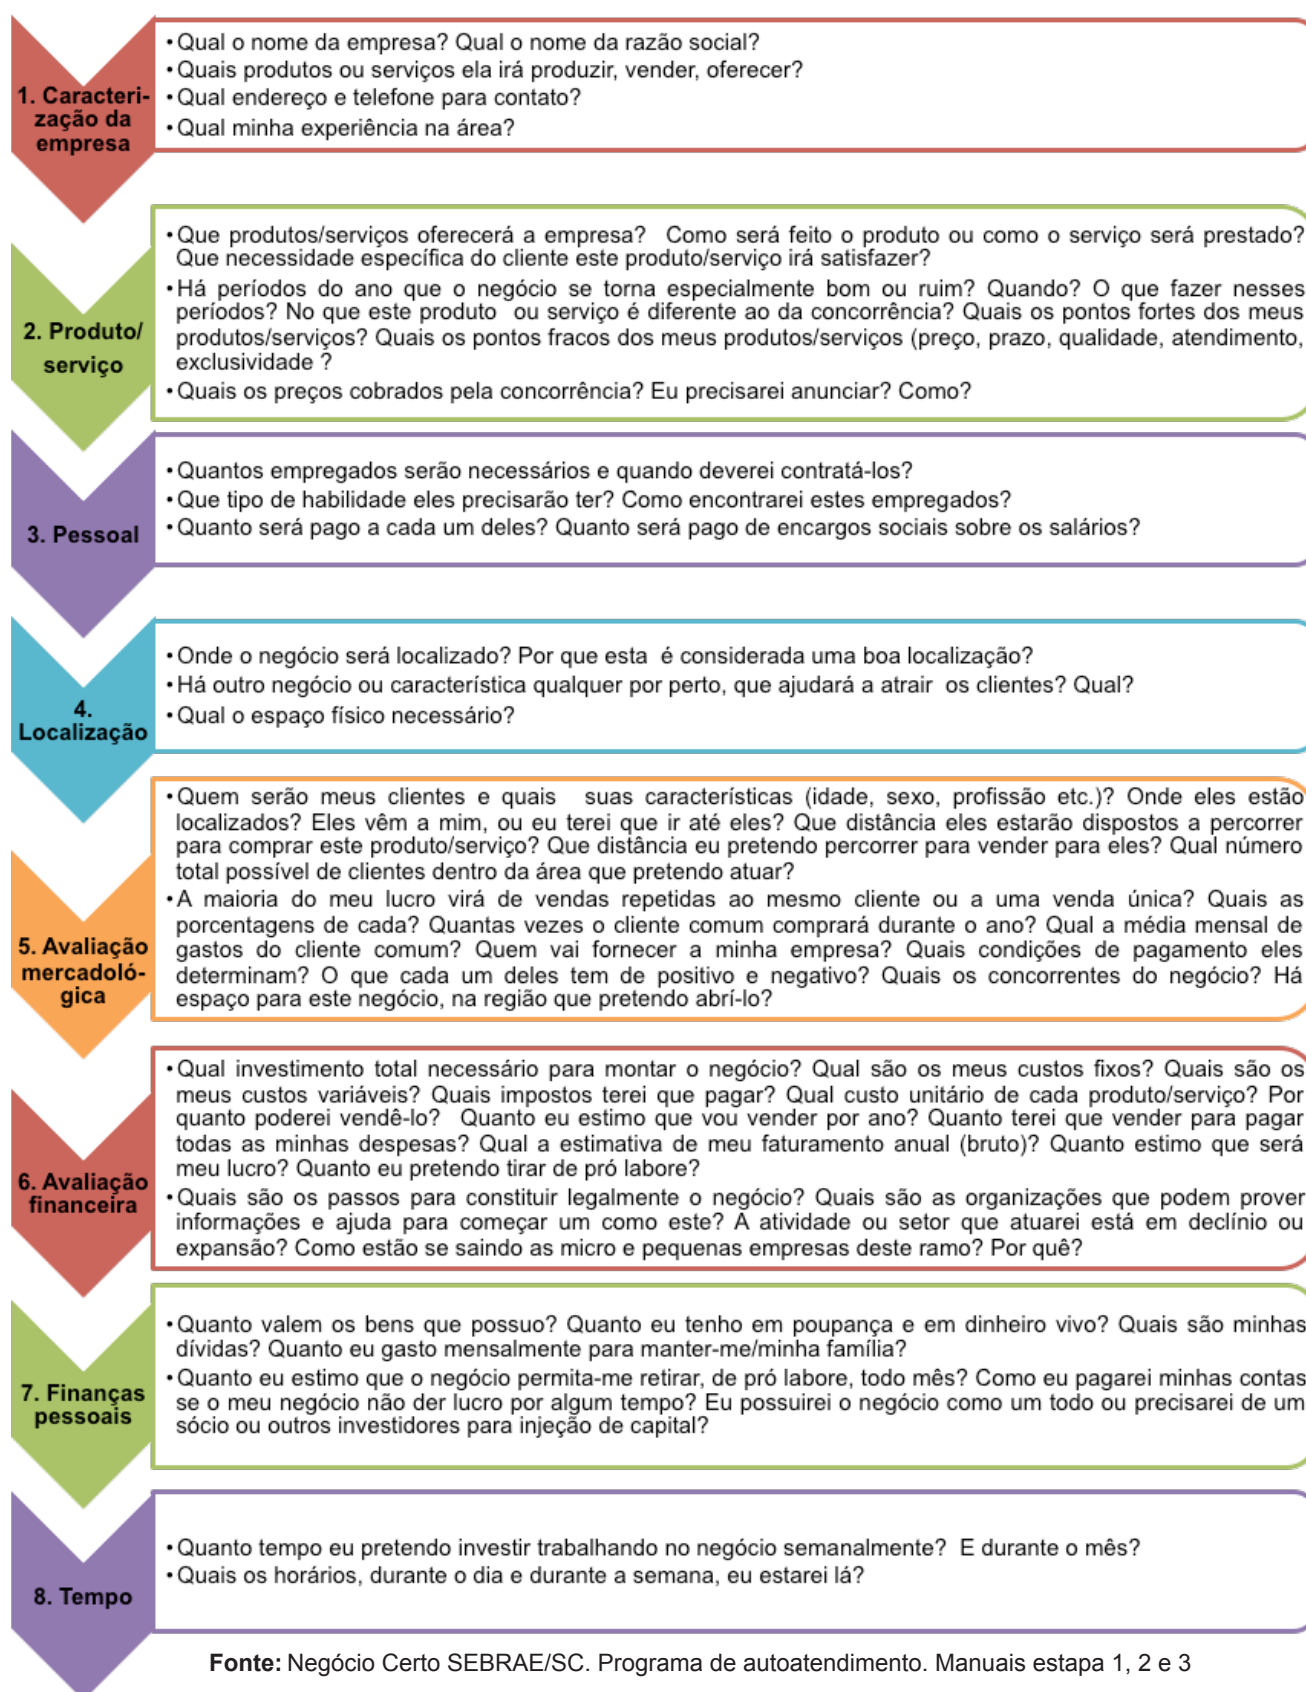 1. Caracteri-
zação da
empresa
•Qual o nome da empresa? Qual o nome da razão social?
•Quais produtos ou serviços ela irá produzir, vender, oferecer?
•Qual endereço e telefone para contato?
•Qual minha experiência na área?
2. Produto/
serviço
•Que produtos/serviços oferecerá a empresa? Como será feito o produto ou como o serviço será prestado?
Que necessidade específica do cliente este produto/serviço irá satisfazer?
•Há períodos do ano que o negócio se torna especialmente bom ou ruim? Quando? O que fazer nesses
períodos? No que este produto ou serviço é diferente ao da concorrência? Quais os pontos fortes dos meus
produtos/serviços? Quais os pontos fracos dos meus produtos/serviços (preço, prazo, qualidade, atendimento,
exclusividade ?
•Quais os preços cobrados pela concorrência? Eu precisarei anunciar? Como?
3. Pessoal
•Quantos empregados serão necessários e quando deverei contratá-los?
•Que tipo de habilidade eles precisarão ter? Como encontrarei estes empregados?
•Quanto será pago a cada um deles? Quanto será pago de encargos sociais sobre os salários?
4.
Localização
•Onde o negócio será localizado? Por que esta é considerada uma boa localização?
•Há outro negócio ou característica qualquer por perto, que ajudará a atrair os clientes? Qual?
•Qual o espaço físico necessário?
5. Avaliação
mercadoló-
gica
•Quem serão meus clientes e quais suas características (idade, sexo, profissão etc.)? Onde eles estão
localizados? Eles vêm a mim, ou eu terei que ir até eles? Que distância eles estarão dispostos a percorrer
para comprar este produto/serviço? Que distância eu pretendo percorrer para vender para eles? Qual número
total possível de clientes dentro da área que pretendo atuar?
•A maioria do meu lucro virá de vendas repetidas ao mesmo cliente ou a uma venda única? Quais as
porcentagens de cada? Quantas vezes o cliente comum comprará durante o ano? Qual a média mensal de
gastos do cliente comum? Quem vai fornecer a minha empresa? Quais condições de pagamento eles
determinam? O que cada um deles tem de positivo e negativo? Quais os concorrentes do negócio? Há
espaço para este negócio, na região que pretendo abrí-lo?
6. Avaliação
financeira
•Qual investimento total necessário para montar o negócio? Qual são os meus custos fixos? Quais são os
meus custos variáveis? Quais impostos terei que pagar? Qual custo unitário de cada produto/serviço? Por
quanto poderei vendê-lo? Quanto eu estimo que vou vender por ano? Quanto terei que vender para pagar
todas as minhas despesas? Qual a estimativa de meu faturamento anual (bruto)? Quanto estimo que será
meu lucro? Quanto eu pretendo tirar de pró labore?
•Quais são os passos para constituir legalmente o negócio? Quais são as organizações que podem prover
informações e ajuda para começar um como este? A atividade ou setor que atuarei está em declínio ou
expansão? Como estão se saindo as micro e pequenas empresas deste ramo? Por quê?
7. Finanças
pessoais
•Quanto valem os bens que possuo? Quanto eu tenho em poupança e em dinheiro vivo? Quais são minhas
dívidas? Quanto eu gasto mensalmente para manter-me/minha família?
•Quanto eu estimo que o negócio permita-me retirar, de pró labore, todo mês? Como eu pagarei minhas contas
se o meu negócio não der lucro por algum tempo? Eu possuirei o negócio como um todo ou precisarei de um
sócio ou outros investidores para injeção de capital?
8. Tempo
•Quanto tempo eu pretendo investir trabalhando no negócio semanalmente? E durante o mês?
•Quais os horários, durante o dia e durante a semana, eu estarei lá?
Fonte: Negócio Certo SEBRAE/SC. Programa de autoatendimento. Manuais estapa 1, 2 e 3